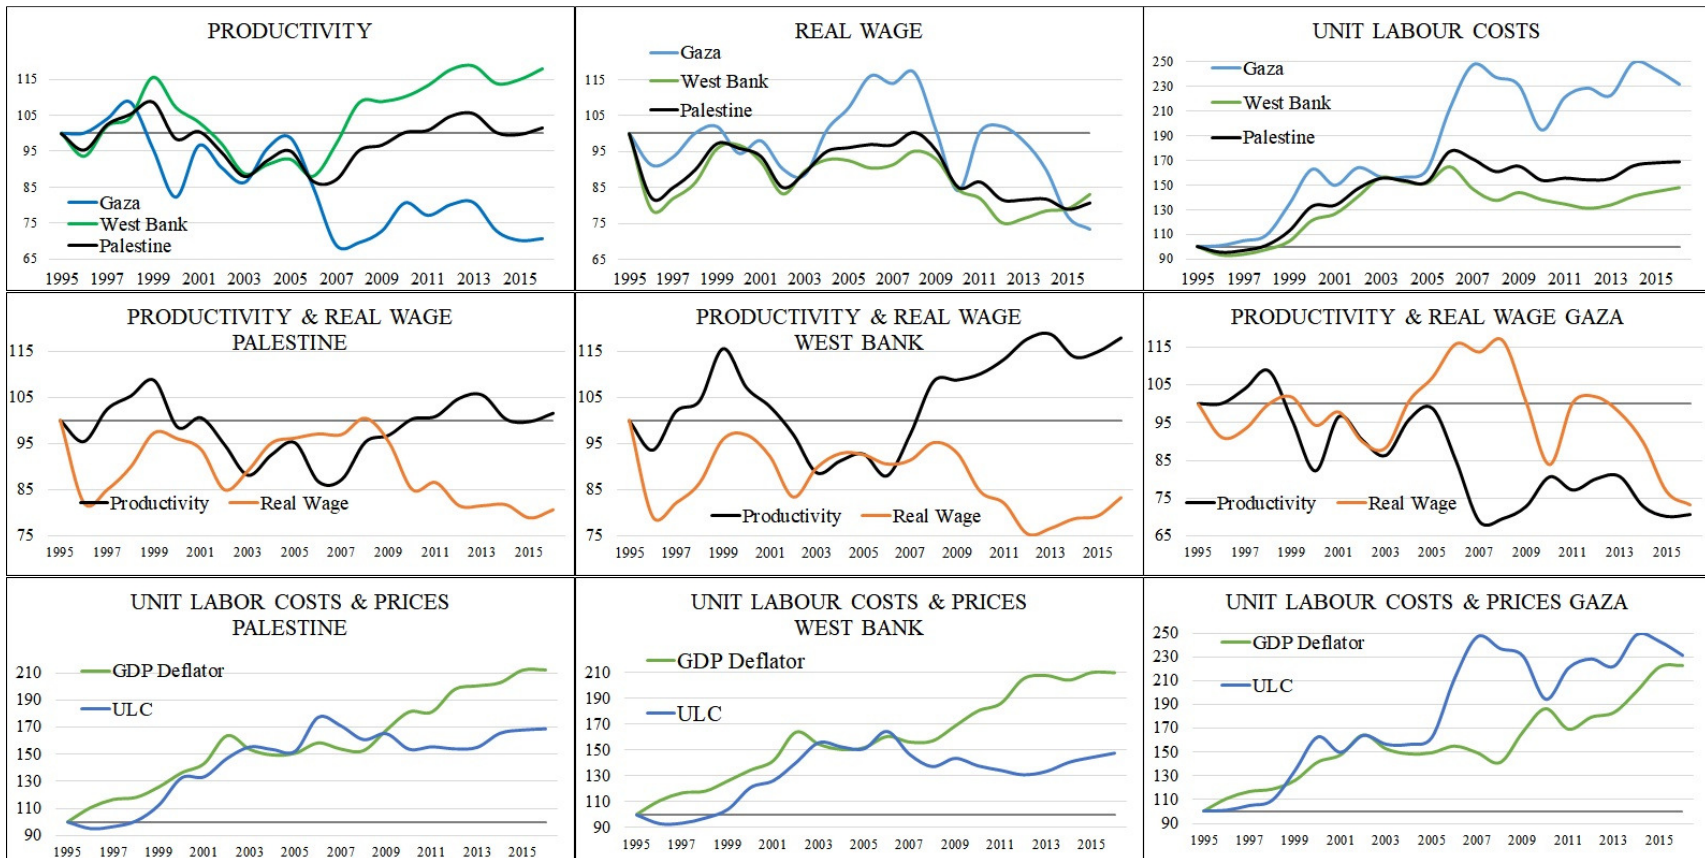 PRODUCTIVITY
115
105
95
85
75
65
Gaza
West Bank
Palestine
1995 1997 1999 2001 2003 2005 2007 2009 2011 2013 2015
REAL WAGE
Gaza
West Bank
Palestine
115
105
95
85
75
65
1995 1997 1999 2001 2003 2005 2007 2009 2011 2013 2015
UNIT LABOUR COSTS
Gaza
West Bank
Palestine
250
230
210
190
170
150
130
110
90
1995 1997 1999 2001 2003 2005 2007 2009 2011 2013 2015
PRODUCTIVITY & REAL WAGE
PALESTINE
115
105
95
85
75
Productivity Real Wage
1995 1997 1999 2001 2003 2005 2007 2009 2011 2013 2015
PRODUCTIVITY & REAL WAGE
WEST BANK
115
105
95
85
75
Productivity Real Wage
1995 1997 1999 2001 2003 2005 2007 2009 2011 2013 2015
PRODUCTIVITY & REAL WAGE GAZA
115
105
95
85
75
65
Productivity Real Wage
1995 1997 1999 2001 2003 2005 2007 2009 2011 2013 2015
UNIT LABOR COSTS & PRICES
PALESTINE
GDP Deflator
ULC
210
190
170
150
130
110
90
1995 1997 1999 2001 2003 2005 2007 2009 2011 2013 2015
UNIT LABOUR COSTS & PRICES
WEST BANK
GDP Deflator
ULC
210
190
170
150
130
110
90
1995 1997 1999 2001 2003 2005 2007 2009 2011 2013 2015
UNIT LABOUR COSTS & PRICES GAZA
GDP Deflator
ULC
250
230
210
190
170
150
130
110
90
1995 1997 1999 2001 2003 2005 2007 2009 2011 2013 2015